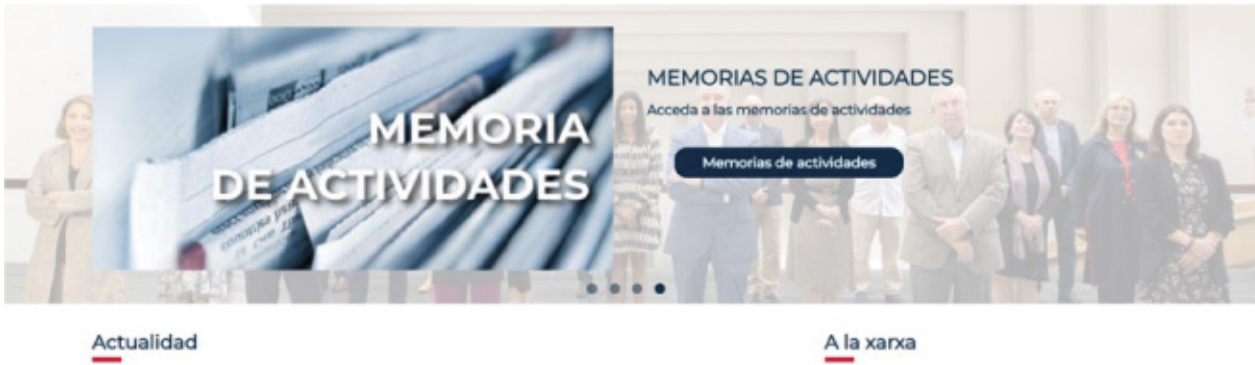 MEMORIA
DE ACTIVIDADES
MEMORIAS DE ACTIVIDADES
Acceda a las memorias de actividades
Memorias de actividades
Actualidad
A la xarxa